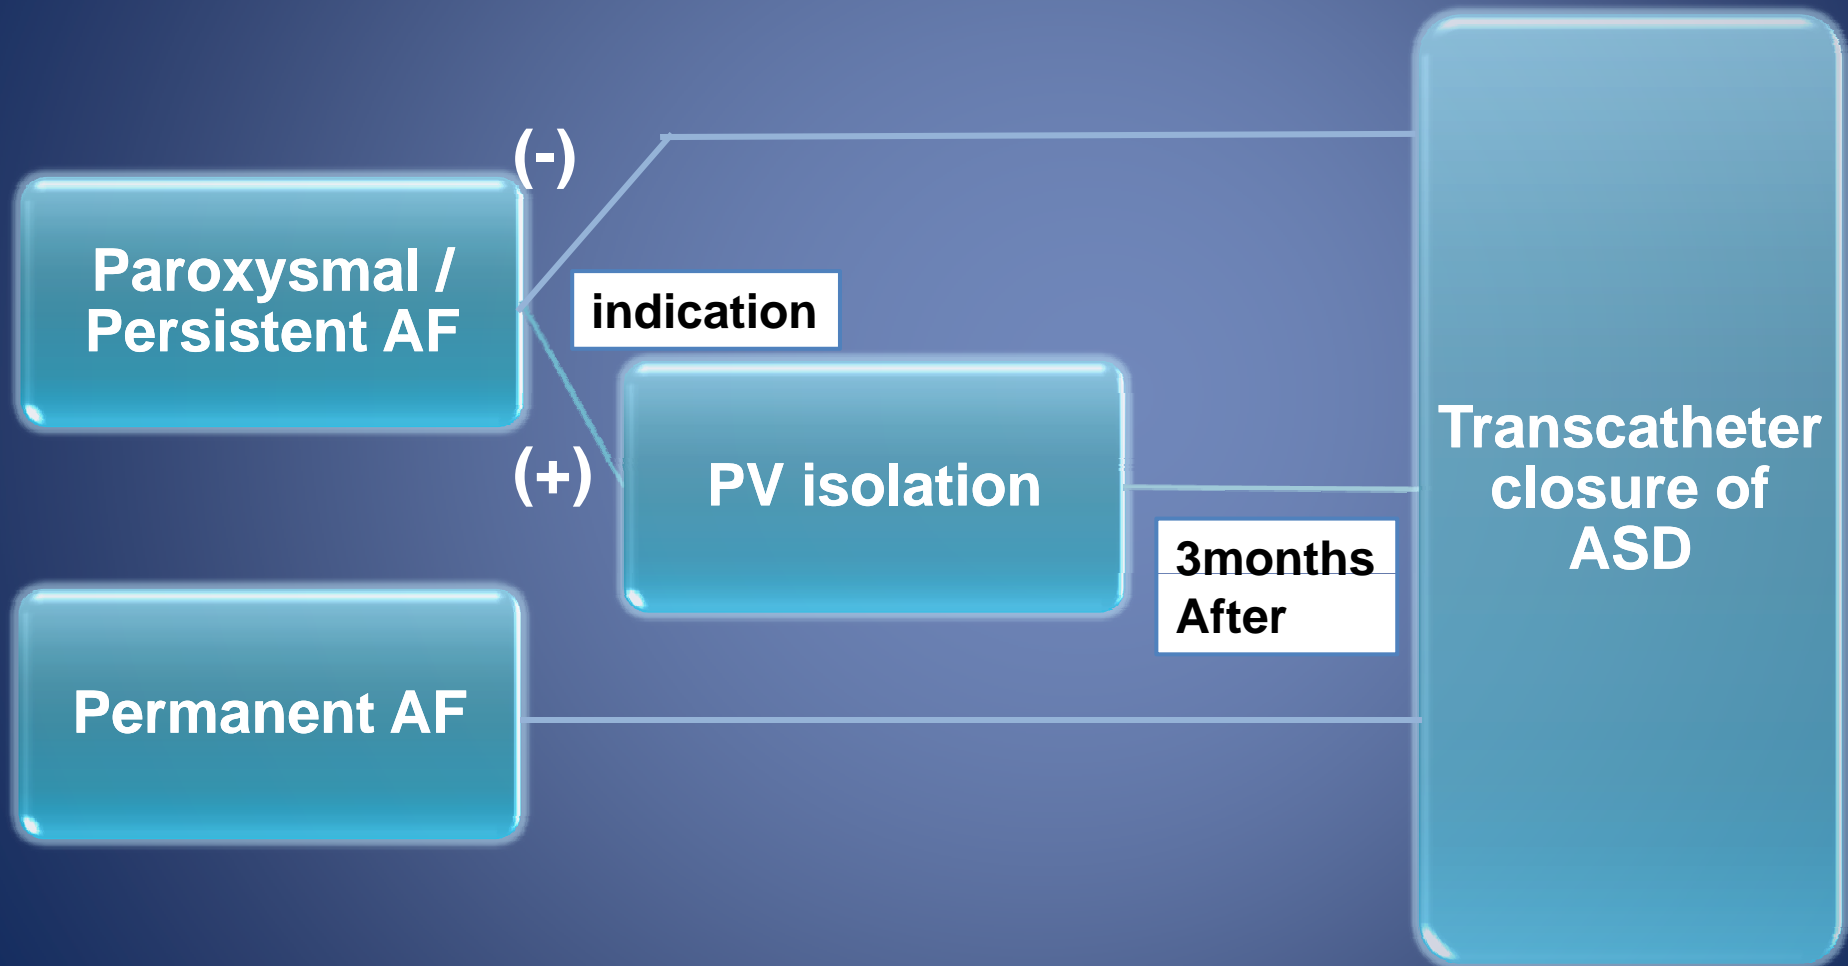 (-)
Paroxysmal /
Persistent AF
indication
(+)
PV isolation
3months
After
Permanent AF
Transcatheter
closure of
ASD